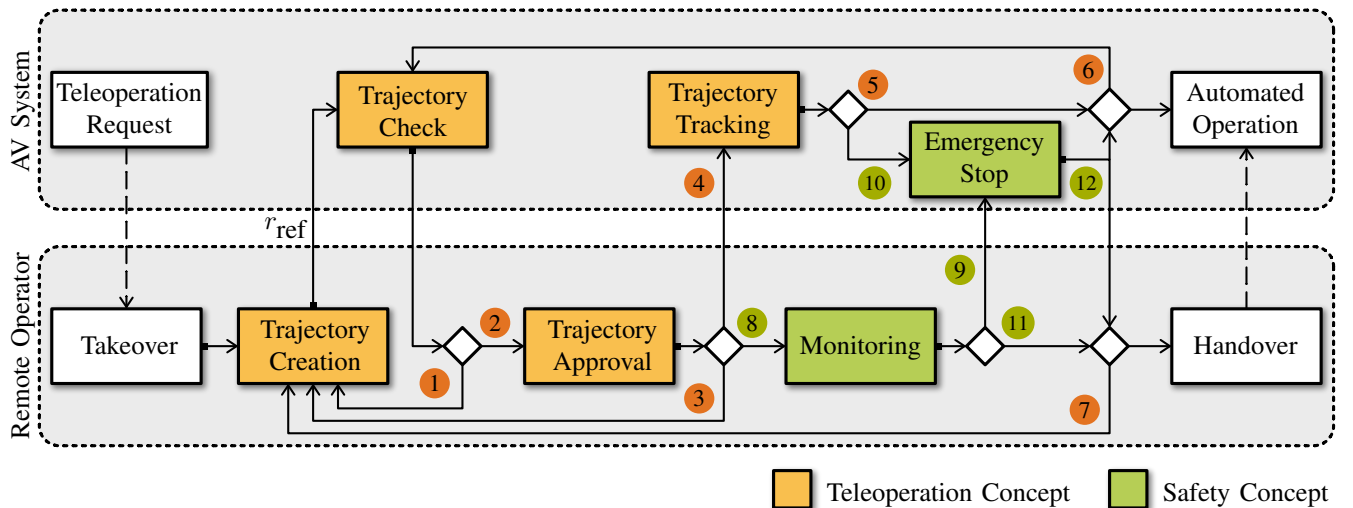 AV System
Teleoperation
Request
Trajectory
Check
Trajectory
Tracking
5
6
Automated
Operation
Emergency
Stop
4
10
12
r_ref
9
Remote Operator
Takeover
Trajectory
Creation
2
1
Trajectory
Approval
3
8
Monitoring
11
7
Handover
Teleoperation Concept
Safety Concept